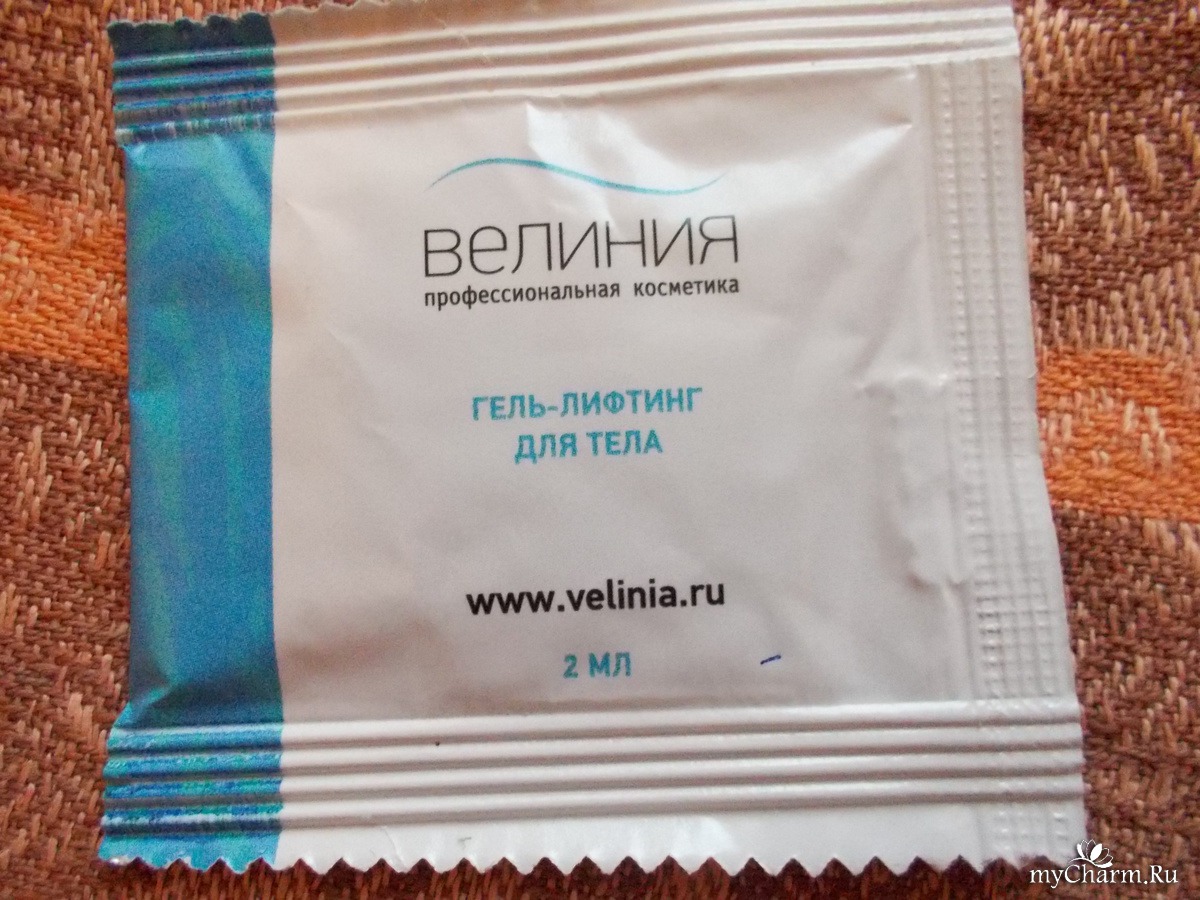 велиния
профессиональная косметика
ГЕЛЬ-ЛИФТИНГ
ДЛЯ ТЕЛА
www.velinia.ru
2 МЛ
myCharm.Ru